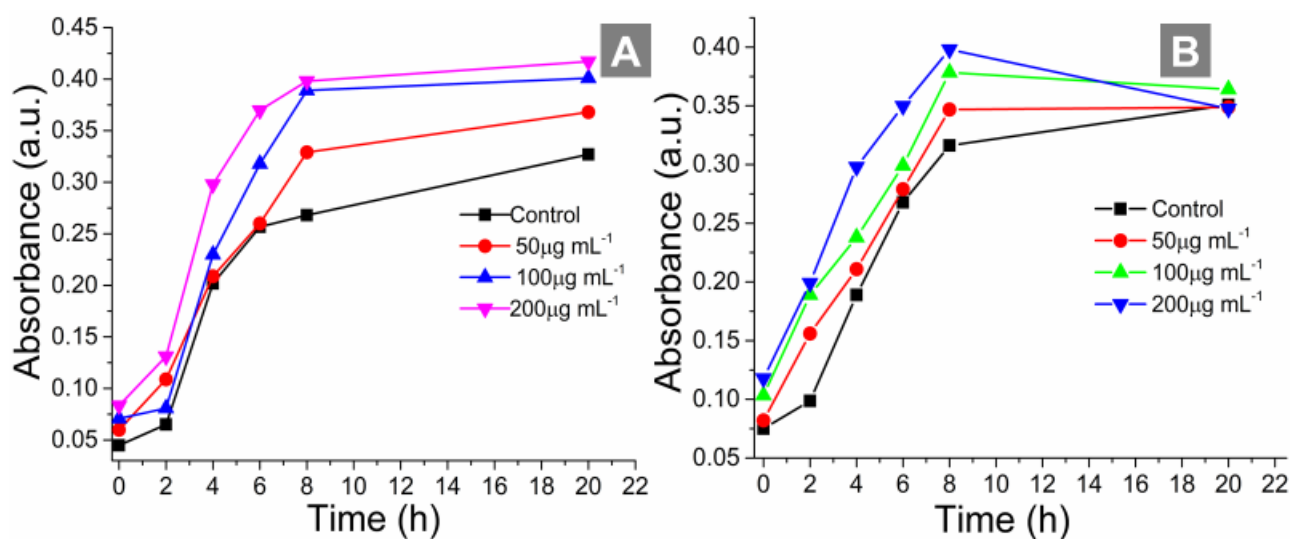 A
Absorbance (a.u.)
0.45
0.40
0.35
0.30
0.25
0.20
0.15
0.10
0.05
0 2 4 6 8 10 12 14 16 18 20 22
Time (h)
Control
50μg mL⁻¹
100μg mL⁻¹
200μg mL⁻¹
B
Absorbance (a.u.)
0.40
0.35
0.30
0.25
0.20
0.15
0.10
0.05
0 2 4 6 8 10 12 14 16 18 20 22
Time (h)
Control
50μg mL⁻¹
100μg mL⁻¹
200μg mL⁻¹